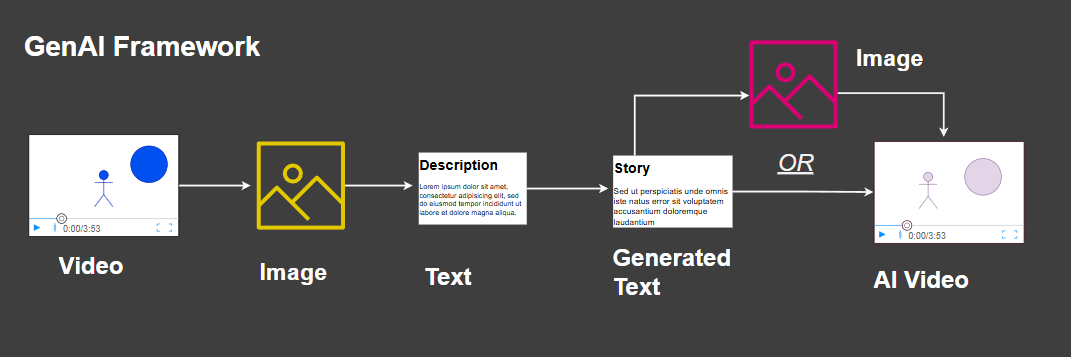 GenAI Framework
Image
OR
0:00/3:53
Video
Image
Description
Lorem ipsum dolor sit amet,
consectetur adipisicing elit, sed
do eiusmod tempor incididunt ut
labore et dolore magna aliqua.
Text
Story
Sed ut perspiciatis unde omnis
iste natus error sit voluptatem
accusantium doloremque
laudantium
Generated
Text
0:00/3:53
AI Video